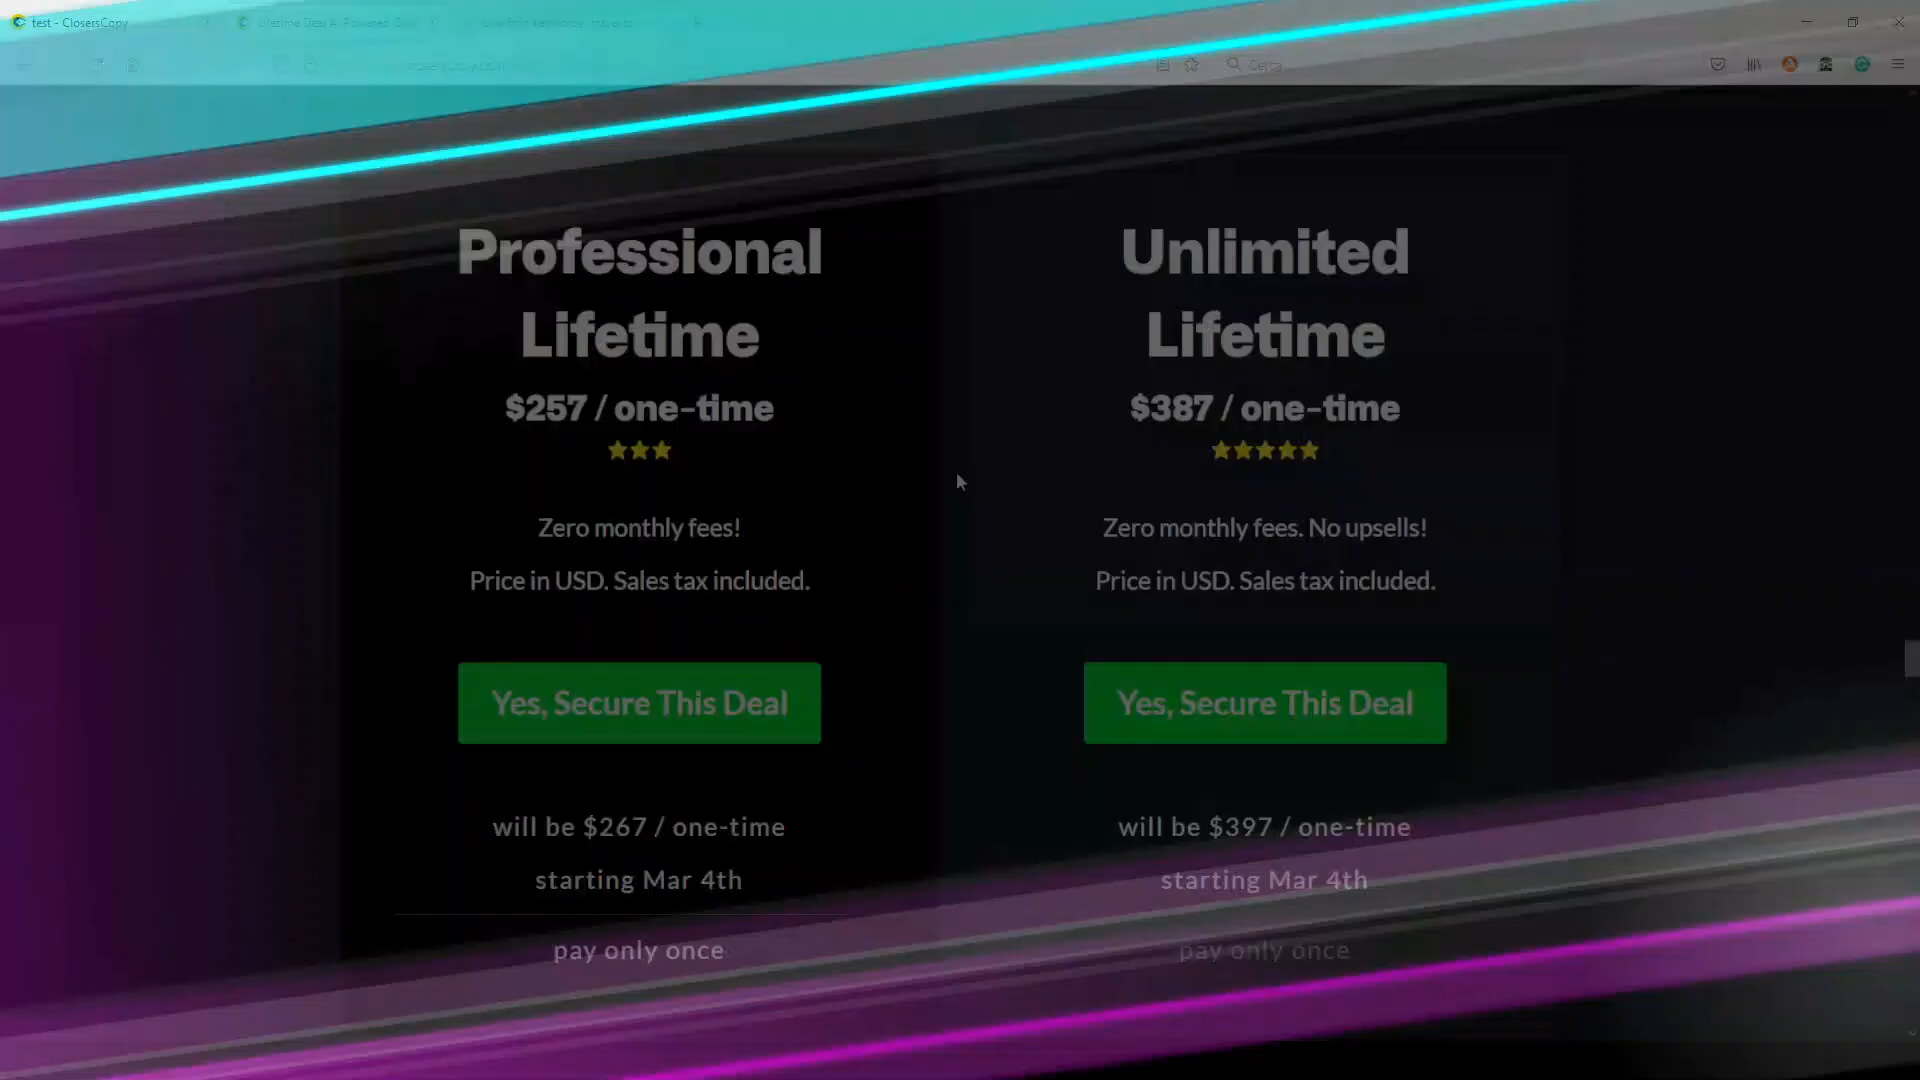 test - ClosersCopy
Lifetime Deal
Cerca
Professional
Lifetime
$257 / one-time
Zero monthly fees!
Price in USD. Sales tax included.
Yes, Secure This Deal
will be $267 / one-time
starting Mar 4th
pay only once
Unlimited
Lifetime
$387 / one-time
Zero monthly fees. No upsells!
Price in USD. Sales tax included.
Yes, Secure This Deal
will be $397 / one-time
starting Mar 4th
pay only once